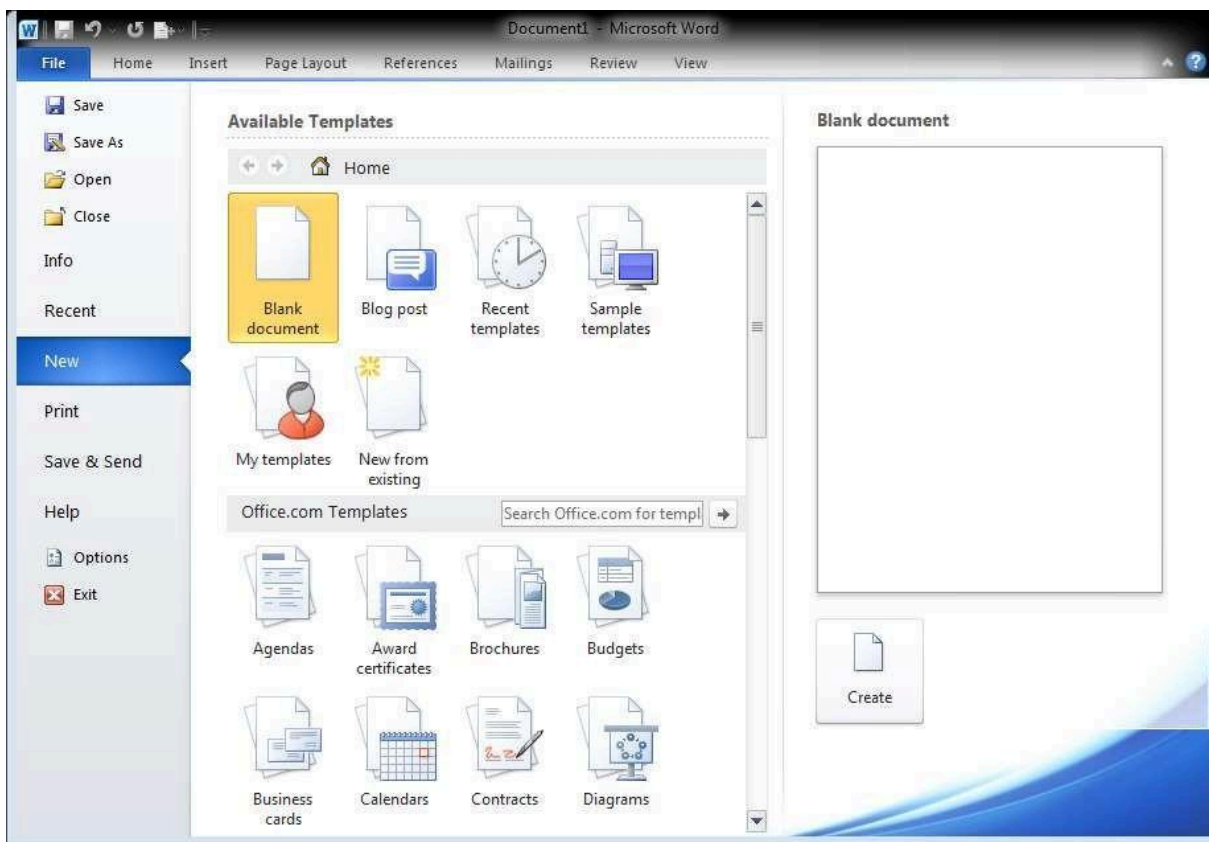 Document1 - Microsoft Word
File Home Insert Page Layout References Mailings Review View
Save
Save As
Open
Close
Info
Recent
New
Print
Save & Send
Help
Options
Exit
Available Templates
Home
Blank document
Blog post
Recent templates
Sample templates
My templates
New from existing
Office.com Templates
Search Office.com for templ
Agendas
Award certificates
Brochures
Budgets
Business cards
Calendars
Contracts
Diagrams
Blank document
Create